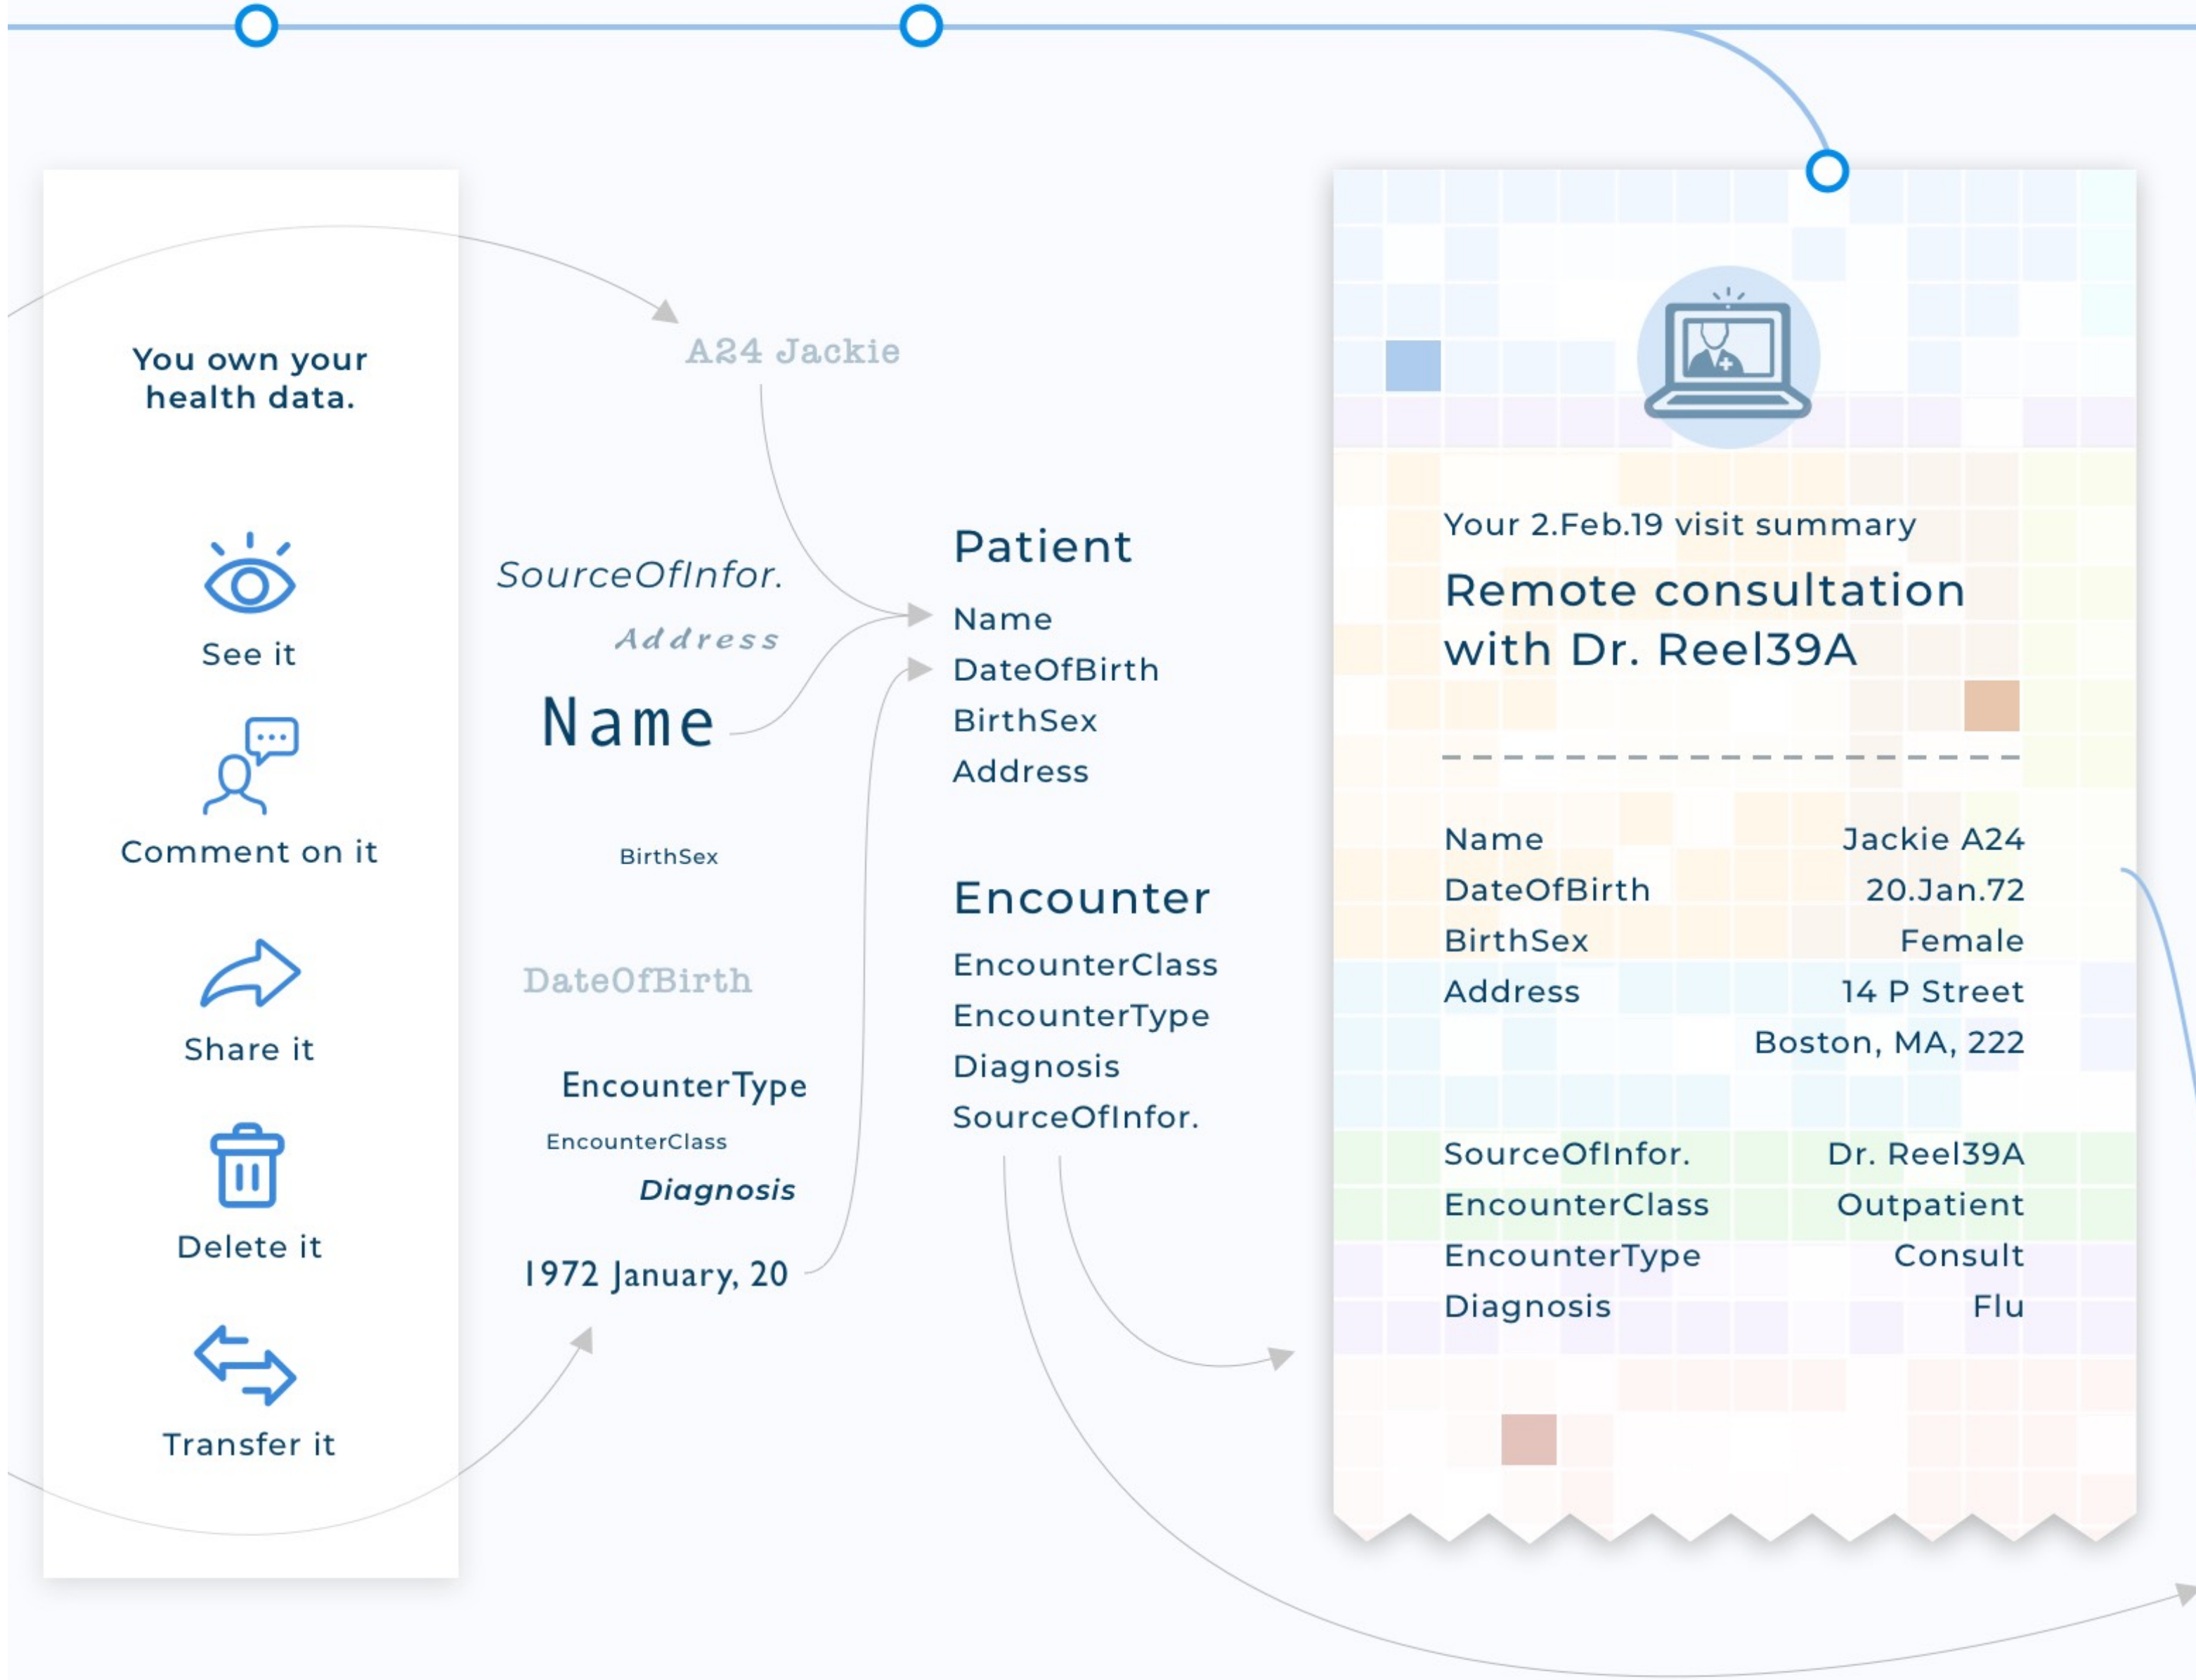 You own your
health data.
See it
Comment on it
Share it
Delete it
Transfer it
A24 Jackie
SourceOfInfor.
Address
Name
BirthSex
DateOfBirth
EncounterType
EncounterClass
Diagnosis
1972 January, 20
Patient
Name
DateOfBirth
BirthSex
Address
Encounter
EncounterClass
EncounterType
Diagnosis
SourceOfInfor.
Your 2.Feb.19 visit summary
Remote consultation
with Dr. Reel39A
Name Jackie A24
DateOfBirth 20.Jan.72
BirthSex Female
Address 14 P Street
Boston, MA, 222
SourceOfInfor. Dr. Reel39A
EncounterClass Outpatient
EncounterType Consult
Diagnosis Flu